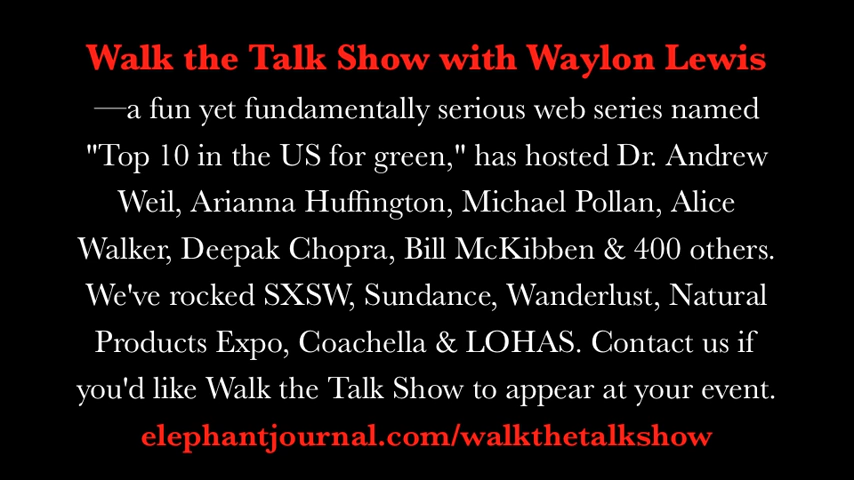 Walk the Talk Show with Waylon Lewis
—a fun yet fundamentally serious web series named
"Top 10 in the US for green," has hosted Dr. Andrew
Weil, Arianna Huffington, Michael Pollan, Alice
Walker, Deepak Chopra, Bill McKibben & 400 others.
We've rocked SXSW, Sundance, Wanderlust, Natural
Products Expo, Coachella & LOHAS. Contact us if
you'd like Walk the Talk Show to appear at your event.
elephantjournal.com/walkthetalkshow